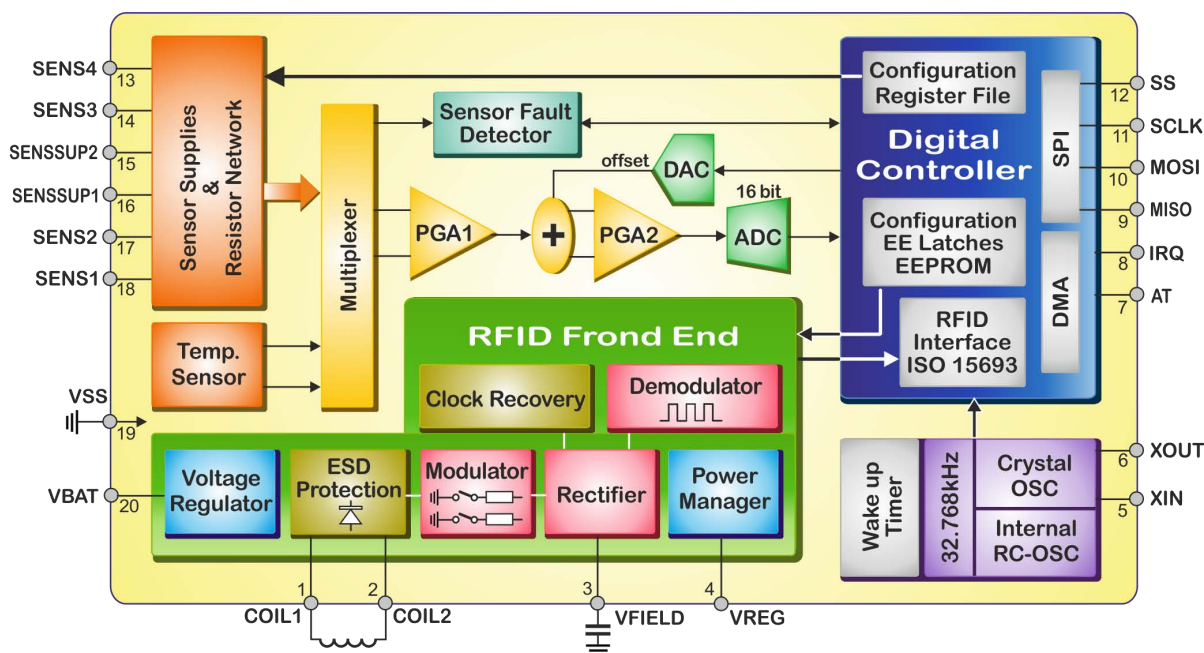 SENS4
13
SENS3
14
SENSSUP2
15
SENSSUP1
16
SENS2
17
SENS1
18
VSS
19
VBAT
20
Sensor Supplies
&
Resistor Network
Temp.
Sensor
Multiplexer
Sensor Fault
Detector
offset
DAC
16 bit
PGA1
+
PGA2
ADC
Configuration
Register File
Digital
Controller
Configuration
EE Latches
EEPROM
RFID
Interface
ISO 15693
SPI
DMA
12
SS
11
SCLK
10
MOSI
9
MISO
8
IRQ
7
AT
RFID Frond End
Clock Recovery
Demodulator
Voltage
Regulator
ESD
Protection
Modulator
Rectifier
Power
Manager
Wake up
Timer
32.768kHz
Crystal
OSC
Internal
RC-OSC
6
XOUT
5
XIN
1
COIL1
2
COIL2
3
VFIELD
4
VREG